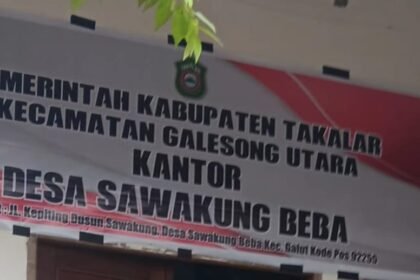 MERINTAH KABUPATEN TAKALAR
KECAMATAN GALESONG UTARA
KANTOR
DESA SAWAKUNG BEBA
JL. Kepiting Dusun Sawakung, Desa Sawakung Beba Kec. Galut Kode Pos 92255